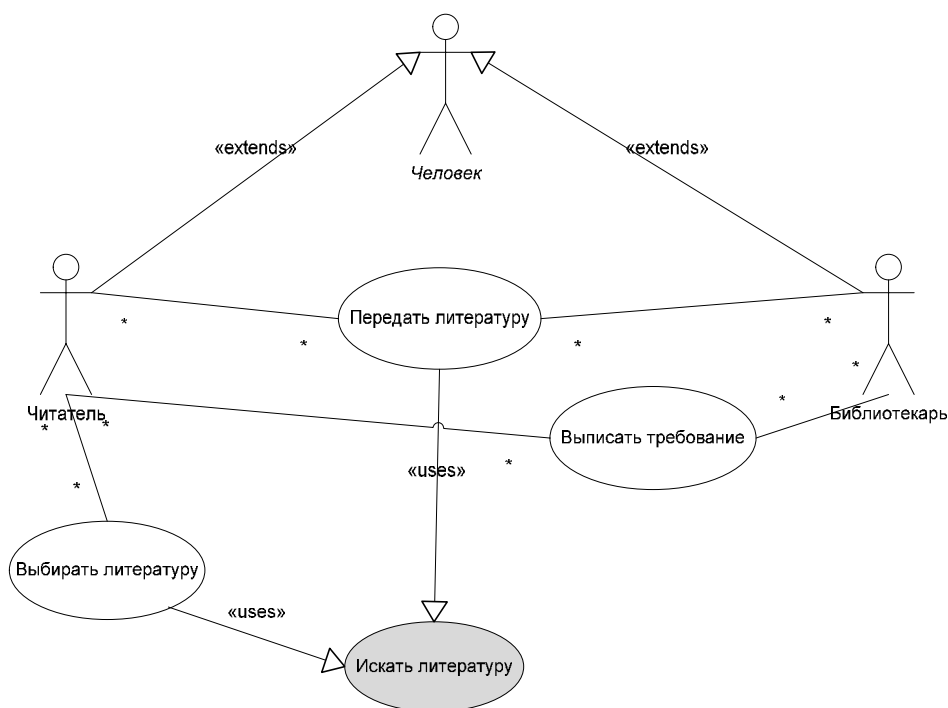 «extends»
«extends»
Человек
Передать литературу
*
*
*
*
*
Читатель
*
*
*
Библиотекарь
Выписать требование
*
«uses»
*
Выбирать литературу
«uses»
Искать литературу